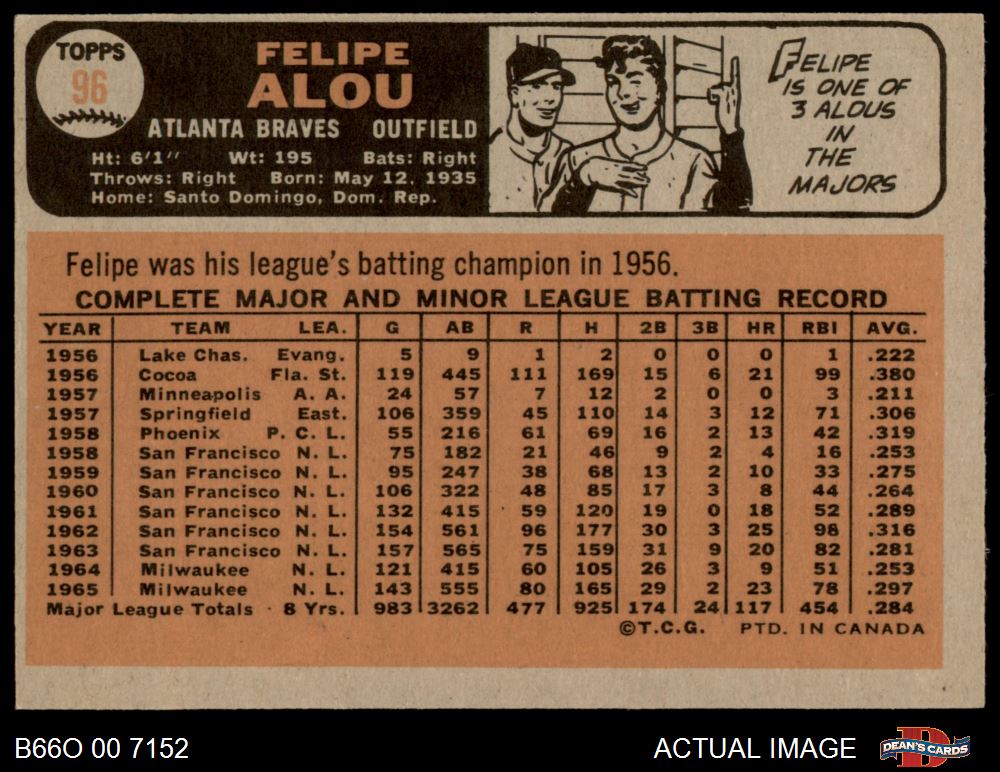 TOPPS
96
FELIPE
ALOU
ATLANTA BRAVES OUTFIELD
Ht: 6'1" Wt: 195 Bats: Right
Throws: Right Born: May 12, 1935
Home: Santo Domingo, Dom. Rep.
FELIPE
IS ONE OF
3 ALOUS
IN
THE
MAJORS
Felipe was his league's batting champion in 1956.
COMPLETE MAJOR AND MINOR LEAGUE BATTING RECORD
YEAR TEAM LEA. G AB R H 2B 3B HR RBI AVG.
1956 Lake Chas. Evang. 5 9 1 2 0 0 0 1 .222
1956 Cocoa Fla. St. 119 445 111 169 15 6 21 99 .380
1957 Minneapolis A. A. 24 57 7 12 2 0 0 3 .211
1957 Springfield East. 106 359 45 110 14 3 12 71 .306
1958 Phoenix P. C. L. 55 216 61 69 16 2 13 42 .319
1958 San Francisco N. L. 75 182 21 46 9 2 4 16 .253
1959 San Francisco N. L. 95 247 38 68 13 2 10 33 .275
1960 San Francisco N. L. 106 322 48 85 17 3 8 44 .264
1961 San Francisco N. L. 132 415 59 120 19 0 18 52 .289
1962 San Francisco N. L. 154 561 96 177 30 3 25 98 .316
1963 San Francisco N. L. 157 565 75 159 31 9 20 82 .281
1964 Milwaukee N. L. 121 415 60 105 26 3 9 51 .253
1965 Milwaukee N. L. 143 555 80 165 29 2 23 78 .297
Major League Totals 8 Yrs. 983 3262 477 925 174 24 117 454 .284
©T.C.G. PTD. IN CANADA
B66O 00 7152
ACTUAL IMAGE
DEAN'S CARDS